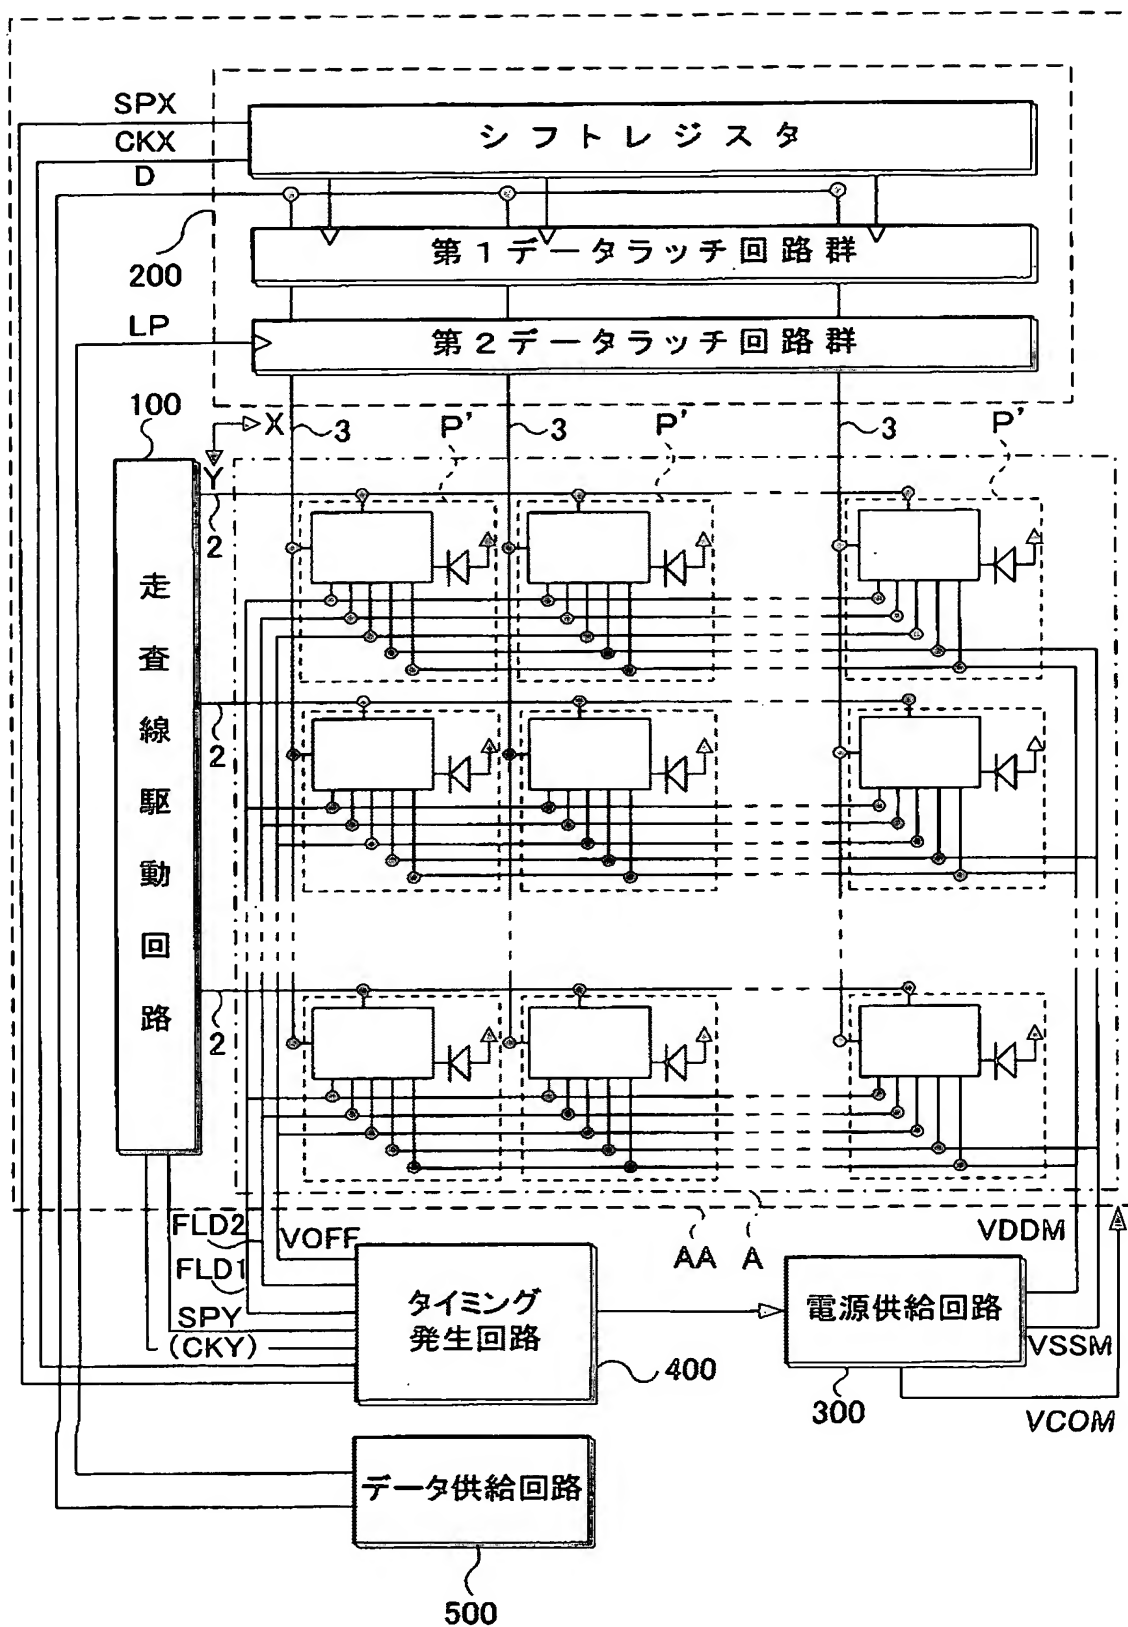 SPX
シフトレジスタ
CKX
D
第1データラッチ回路群
200
LP
第2データラッチ回路群
100
X
3
P'
3
P'
3
P'
Y
2
走査線駆動回路
2
2
FLD2
VOFF
AA
A
VDDM
FLD1
タイミング
発生回路
電源供給回路
SPY
(CKY)
VSSM
400
300
VCOM
データ供給回路
500